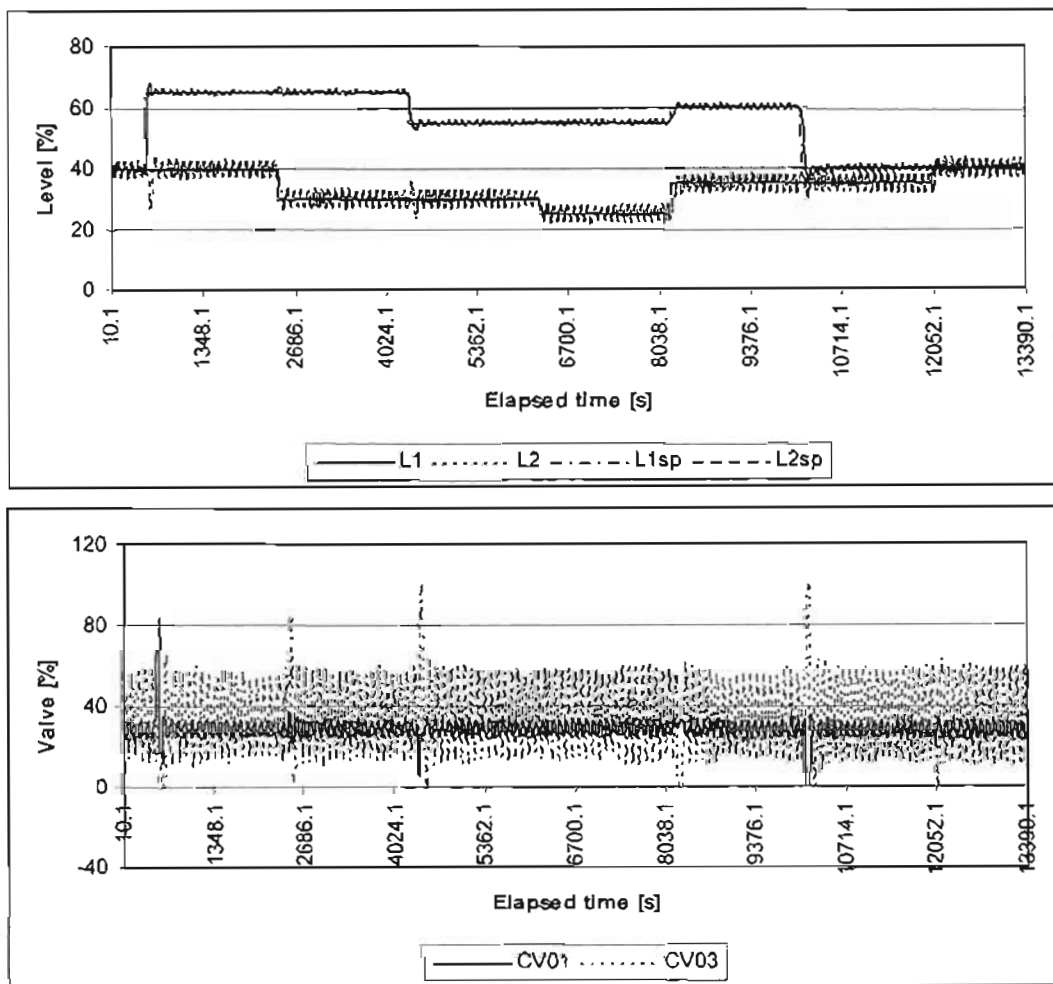 80
60
40
20
0
Level [%]
10.1 1348.1 2686.1 4024.1 5362.1 6700.1 8038.1 9376.1 10714.1 12052.1 13390.1
Elapsed time [s]
L1 L2 L1sp L2sp
120
80
40
0
-40
Valve [%]
10.1 1348.1 2686.1 4024.1 5362.1 6700.1 8038.1 9376.1 10714.1 12052.1 13390.1
Elapsed time [s]
CV01 CV03